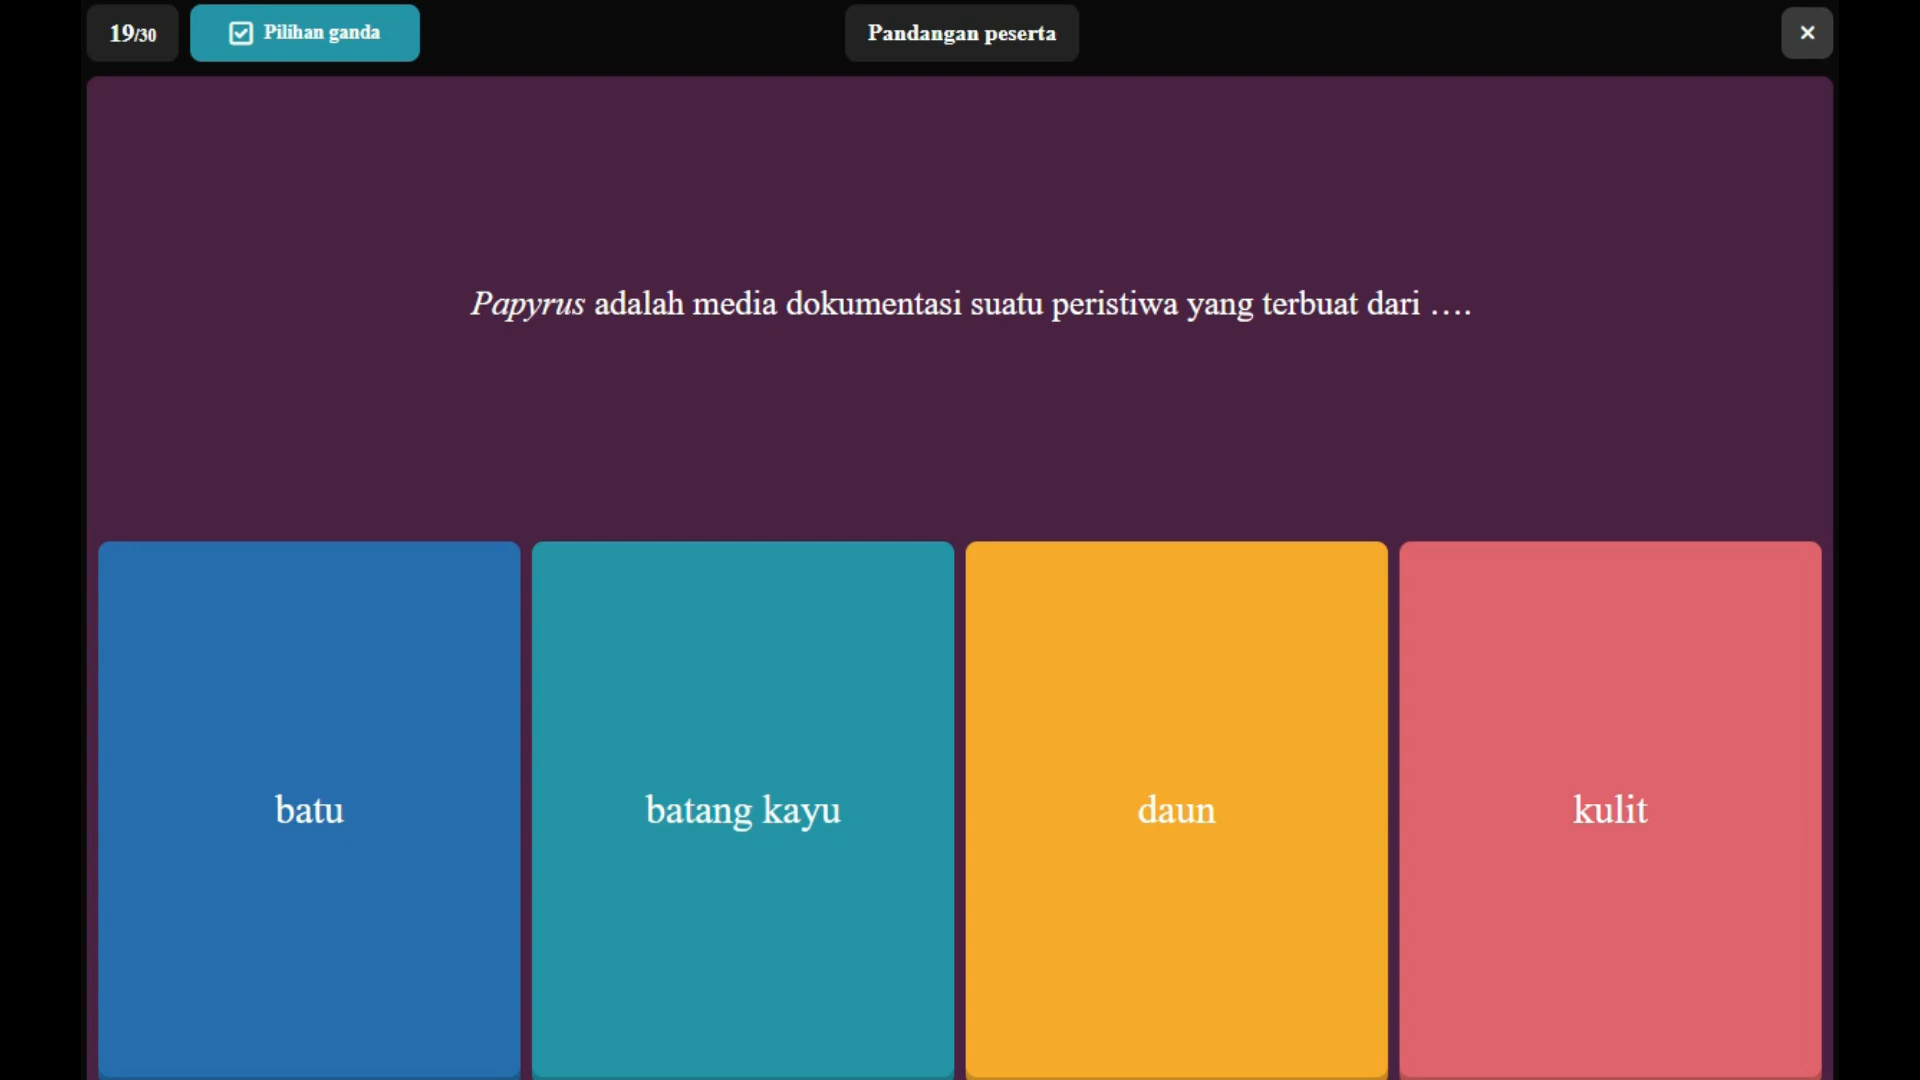 19/30
Pilihan ganda
Pandangan peserta
Papyrus adalah media dokumentasi suatu peristiwa yang terbuat dari ….
batu
batang kayu
daun
kulit